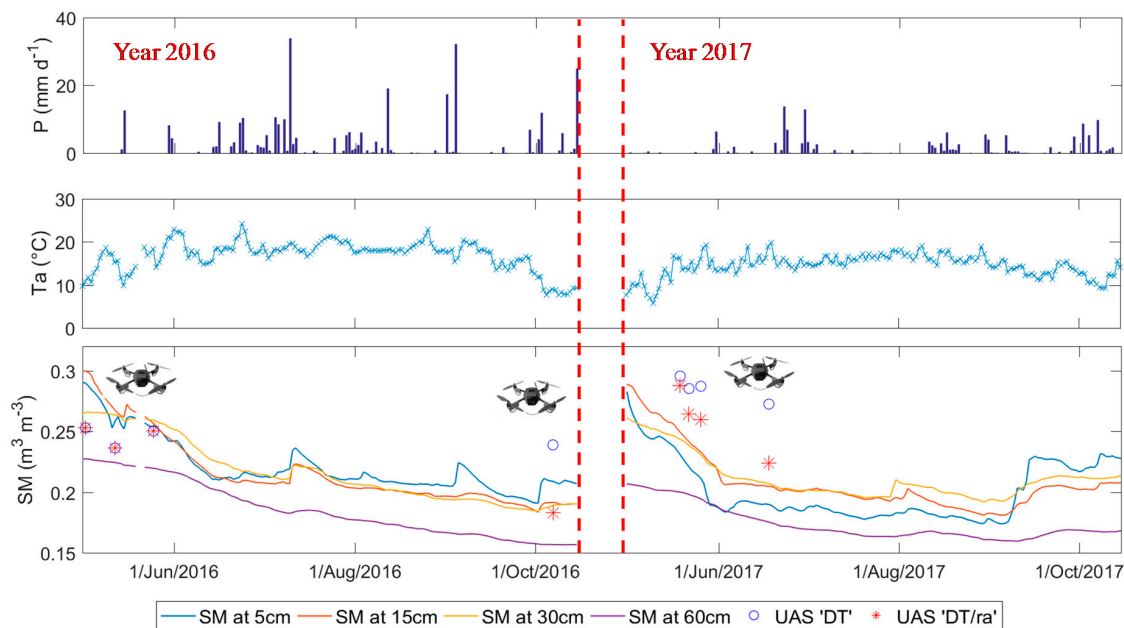 40
20
0
P (mm d-1)
Year 2016
Year 2017
30
20
10
0
Ta (°C)
0.3
0.25
0.2
0.15
SM (m3 m-3)
1/Jun/2016 1/Aug/2016 1/Oct/2016 1/Jun/2017 1/Aug/2017 1/Oct/2017
SM at 5cm SM at 15cm SM at 30cm SM at 60cm UAS 'DT' UAS 'DT/ra'